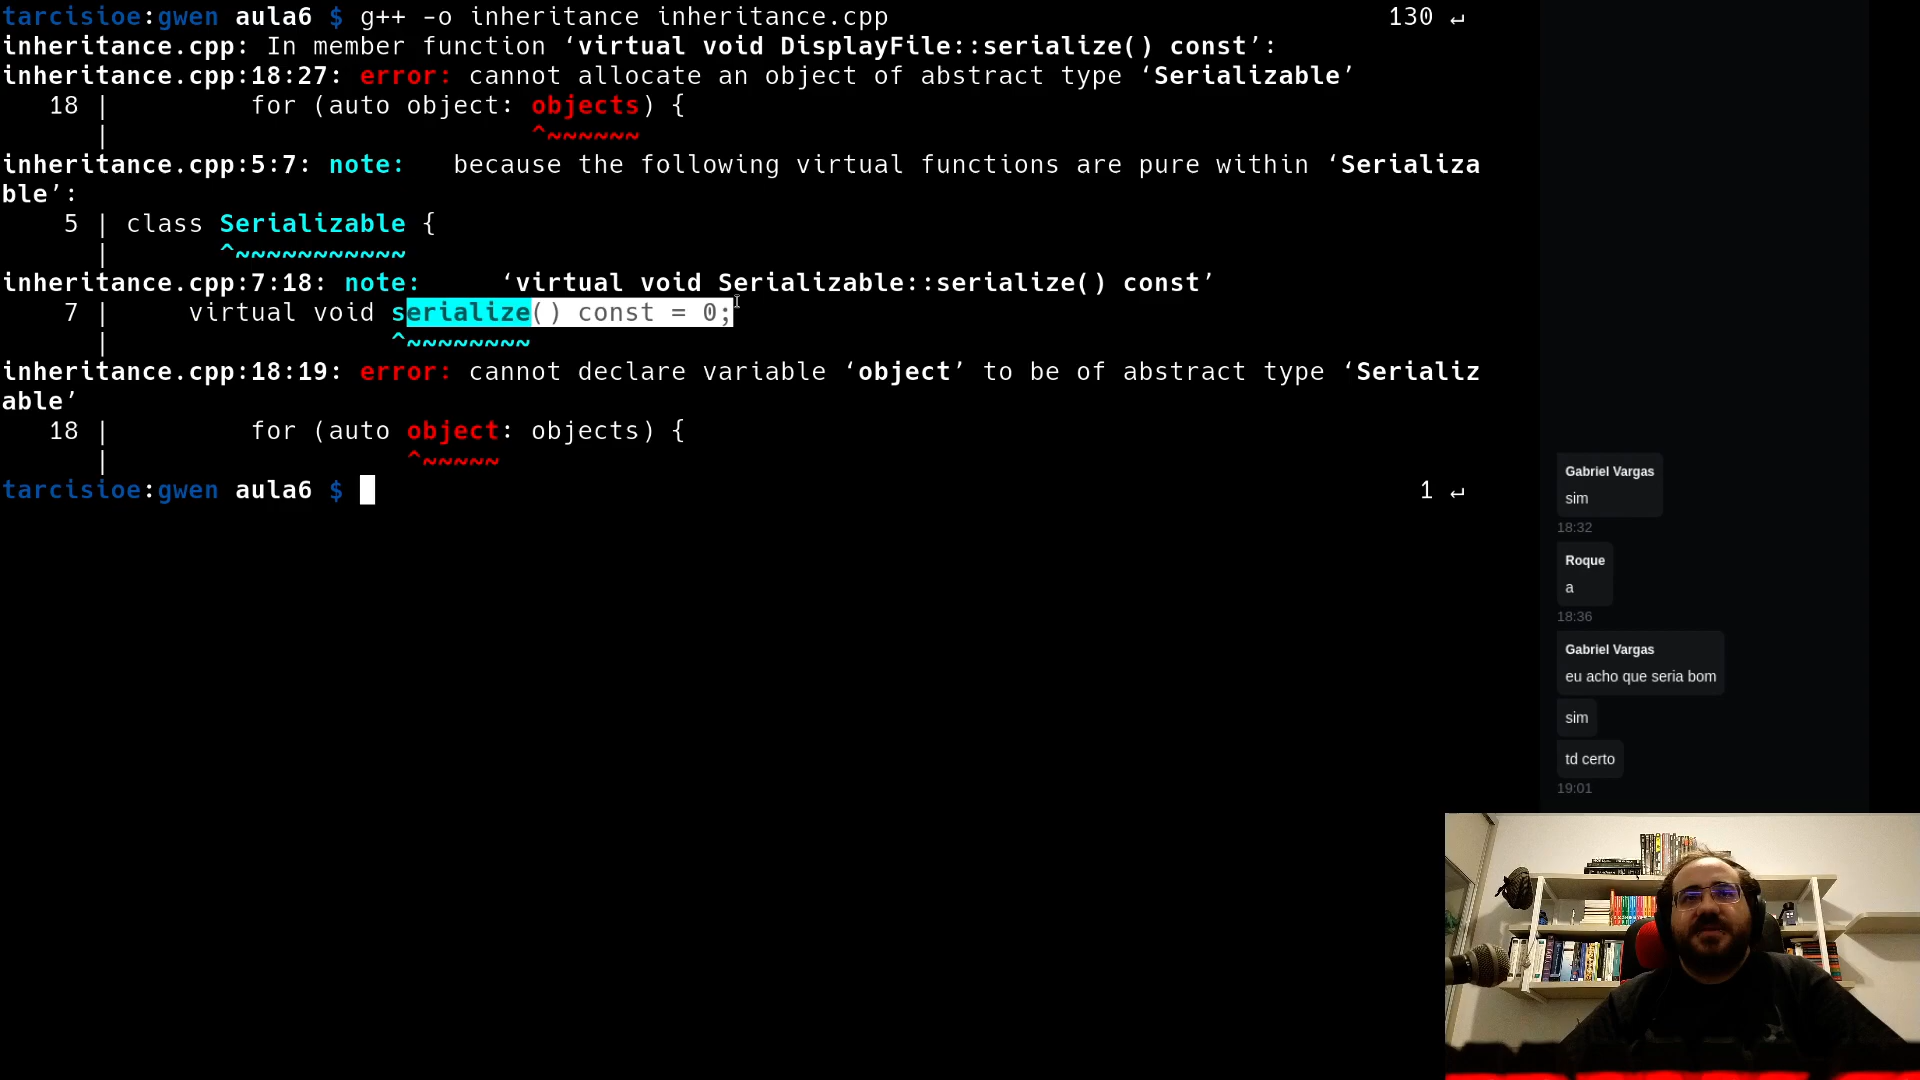 tarcisioe:gwen aula6 $ g++ -o inheritance inheritance.cpp 130 ↵
inheritance.cpp: In member function ‘virtual void DisplayFile::serialize() const’:
inheritance.cpp:18:27: error: cannot allocate an object of abstract type ‘Serializable’
18 | for (auto object: objects) {
| ^~~~~~~
inheritance.cpp:5:7: note: because the following virtual functions are pure within ‘Serializa
ble’:
5 | class Serializable {
| ^~~~~~~~~~~~
inheritance.cpp:7:18: note: ‘virtual void Serializable::serialize() const’
7 | virtual void serialize() const = 0;
| ^~~~~~~~~
inheritance.cpp:18:19: error: cannot declare variable ‘object’ to be of abstract type ‘Serializ
able’
18 | for (auto object: objects) {
| ^~~~~~
tarcisioe:gwen aula6 $ 1 ↵
Gabriel Vargas
sim
18:32
Roque
a
18:36
Gabriel Vargas
eu acho que seria bom
sim
td certo
19:01